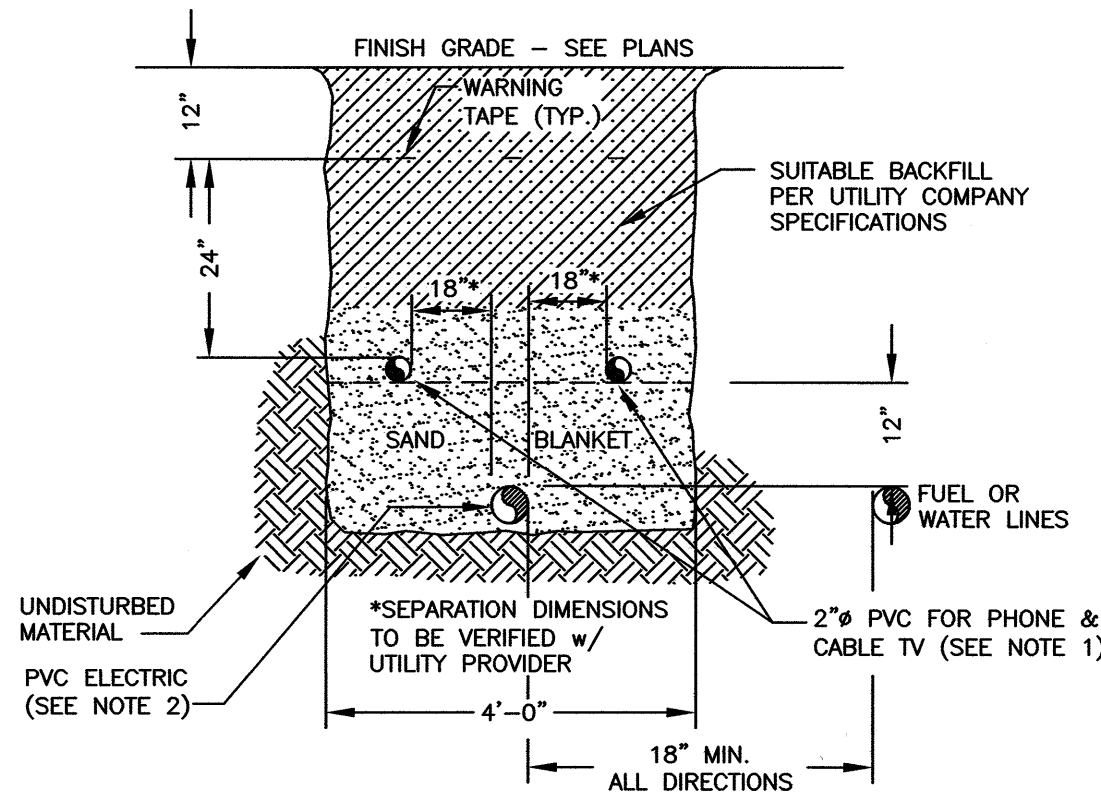 FINISH GRADE – SEE PLANS
12"
WARNING
TAPE (TYP.)
SUITABLE BACKFILL
PER UTILITY COMPANY
SPECIFICATIONS
24"
18"*
18"*
SAND
BLANKET
12"
FUEL OR
WATER LINES
UNDISTURBED
MATERIAL
*SEPARATION DIMENSIONS
TO BE VERIFIED w/
UTILITY PROVIDER
2"ø PVC FOR PHONE &
CABLE TV (SEE NOTE 1)
PVC ELECTRIC
(SEE NOTE 2)
4'-0"
18" MIN.
ALL DIRECTIONS